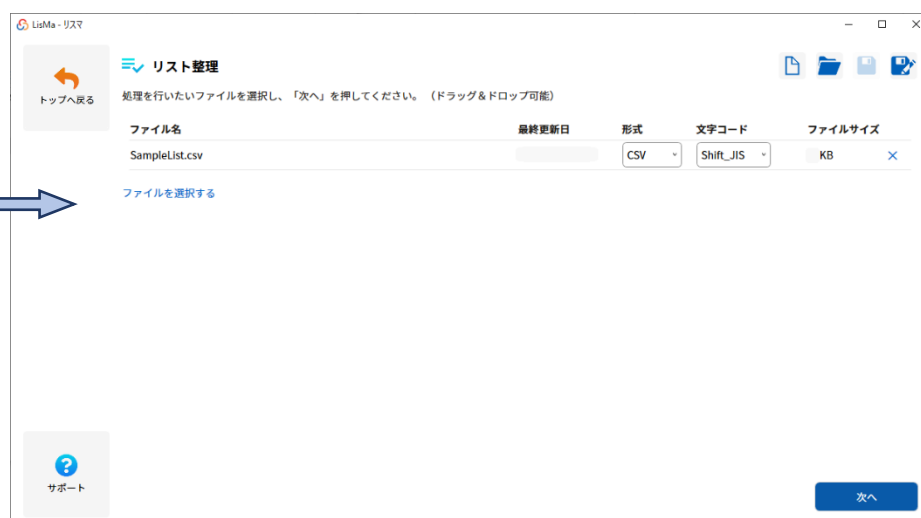 LisMa - リスマ
トップへ戻る
リスト整理
処理を行いたいファイルを選択し、「次へ」を押してください。（ドラッグ＆ドロップ可能）
ファイル名 最終更新日 形式 文字コード ファイルサイズ
SampleList.csv CSV Shift_JIS KB
ファイルを選択する
サポート
次へ